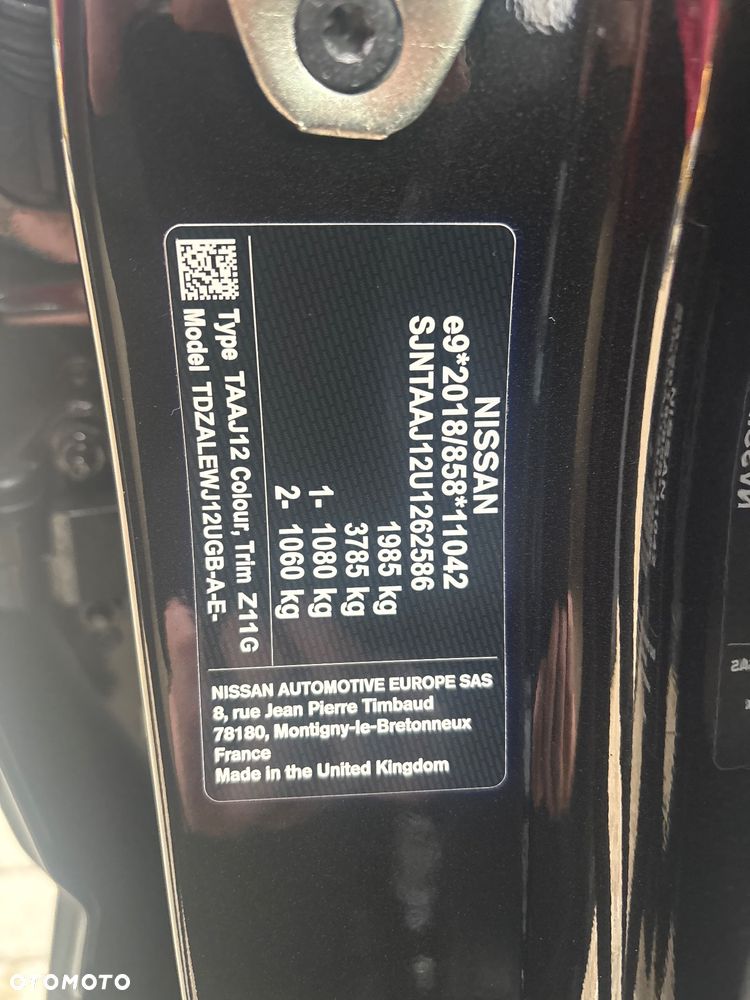 NISSAN
e9*2018/858*11042
SJNTAAJ12U1262586
1985 kg
3785 kg
1- 1080 kg
2- 1060 kg
Type TAAJ12 Colour, Trim Z11G
Model TDZALEWJ12UGB-A-E-
NISSAN AUTOMOTIVE EUROPE SAS
8, rue Jean Pierre Timbaud
78180, Montigny-le-Bretonneux
France
Made in the United Kingdom
OTOMOTO